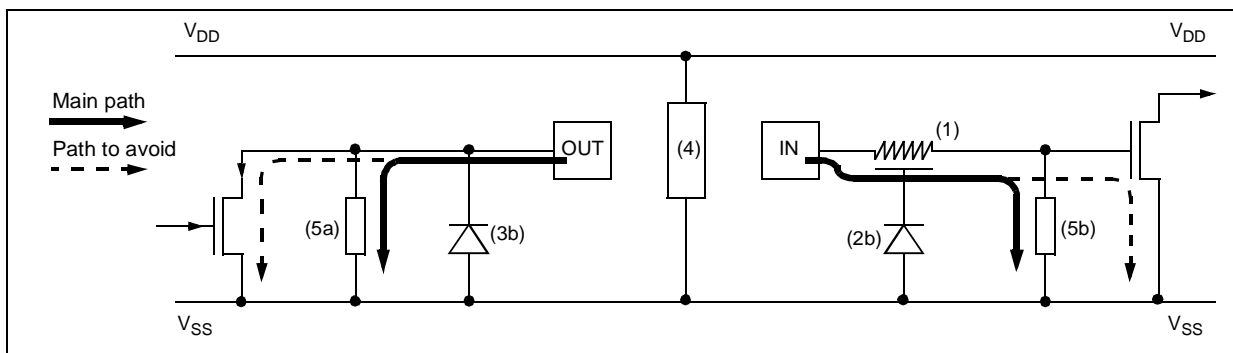 VDD
VDD
Main path
Path to avoid
OUT
(4)
IN
(1)
(5a)
(3b)
(2b)
(5b)
VSS
VSS